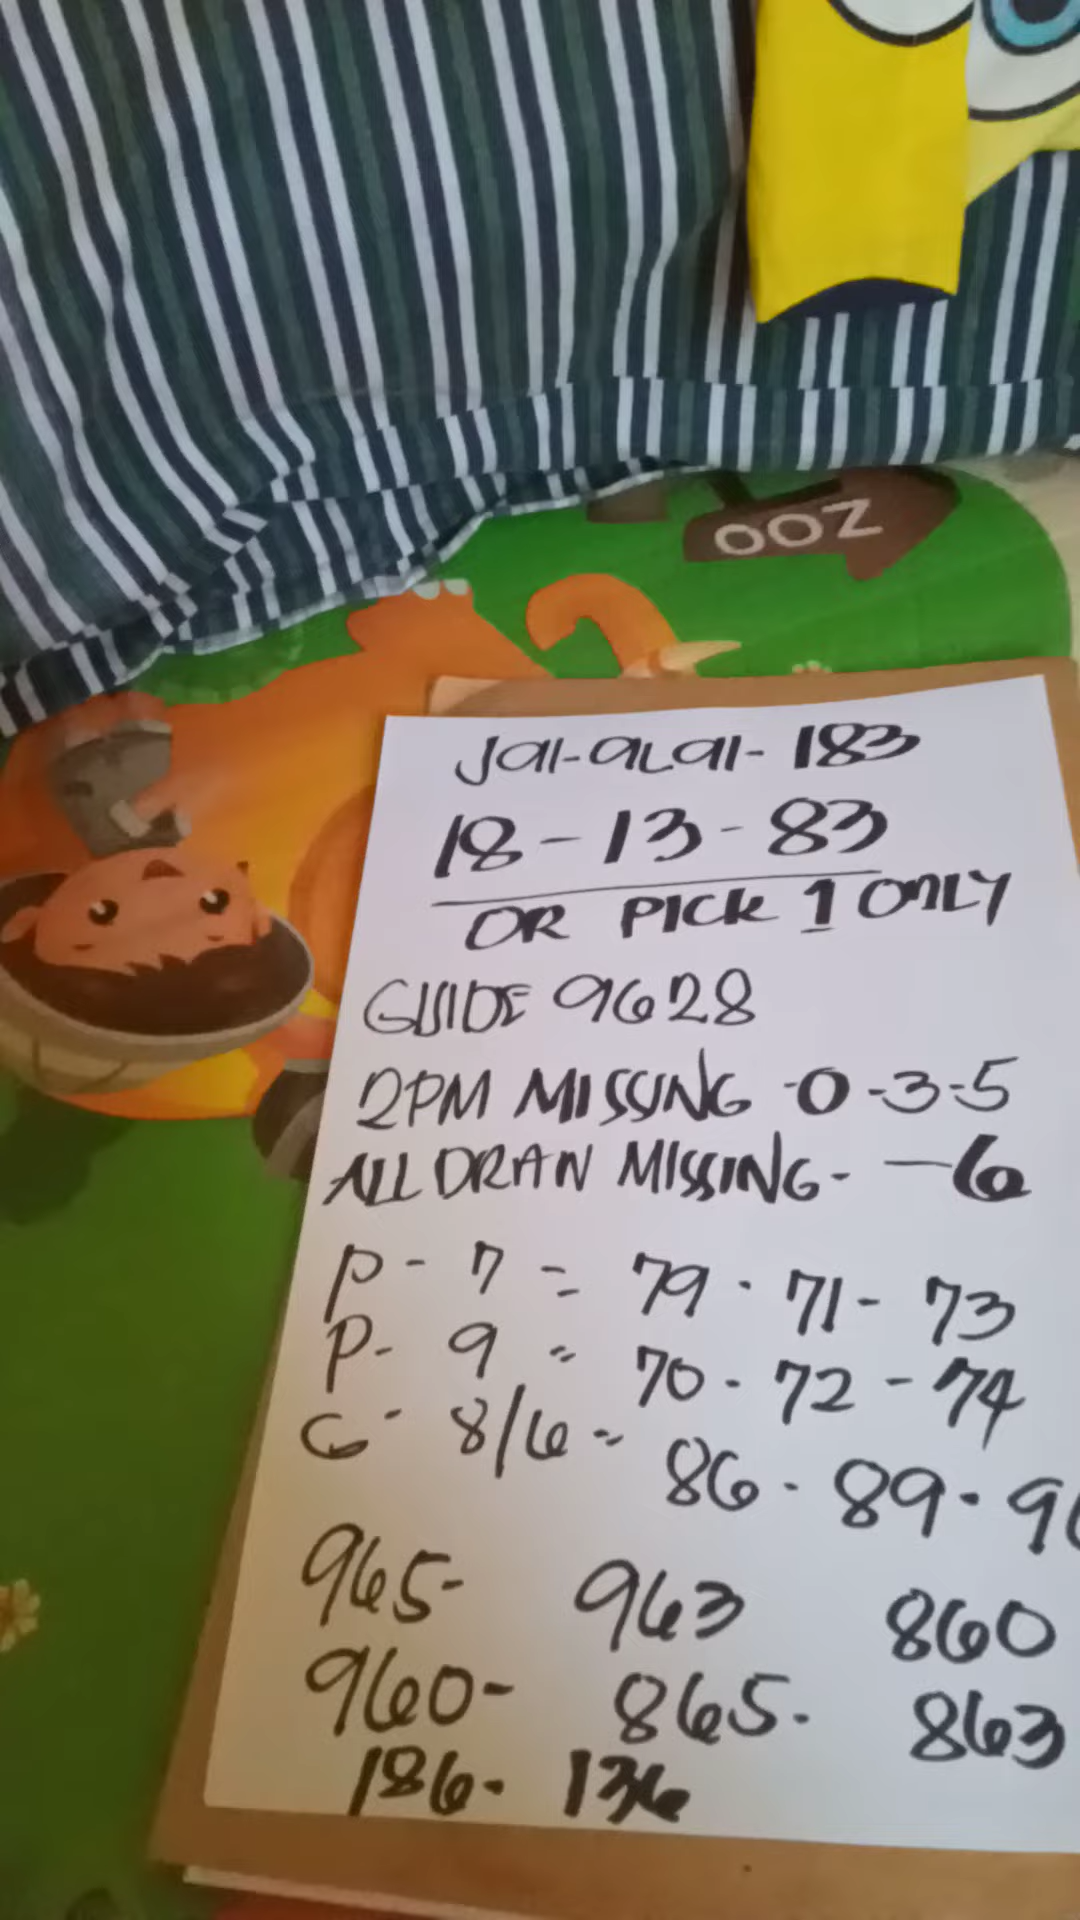 ZOO
Jai-aLai- 183
18 - 13 - 83
OR PICK 1 ONLY
GUIDE 9628
2PM MISSING -0-3-5
ALL DRAN MISSING- -6
P - 7 = 79 - 71 - 73
P - 9 = 70 - 72 - 74
G - 8/6 = 86 - 89 - 96
965- 963 860
960- 865- 863
186- 136